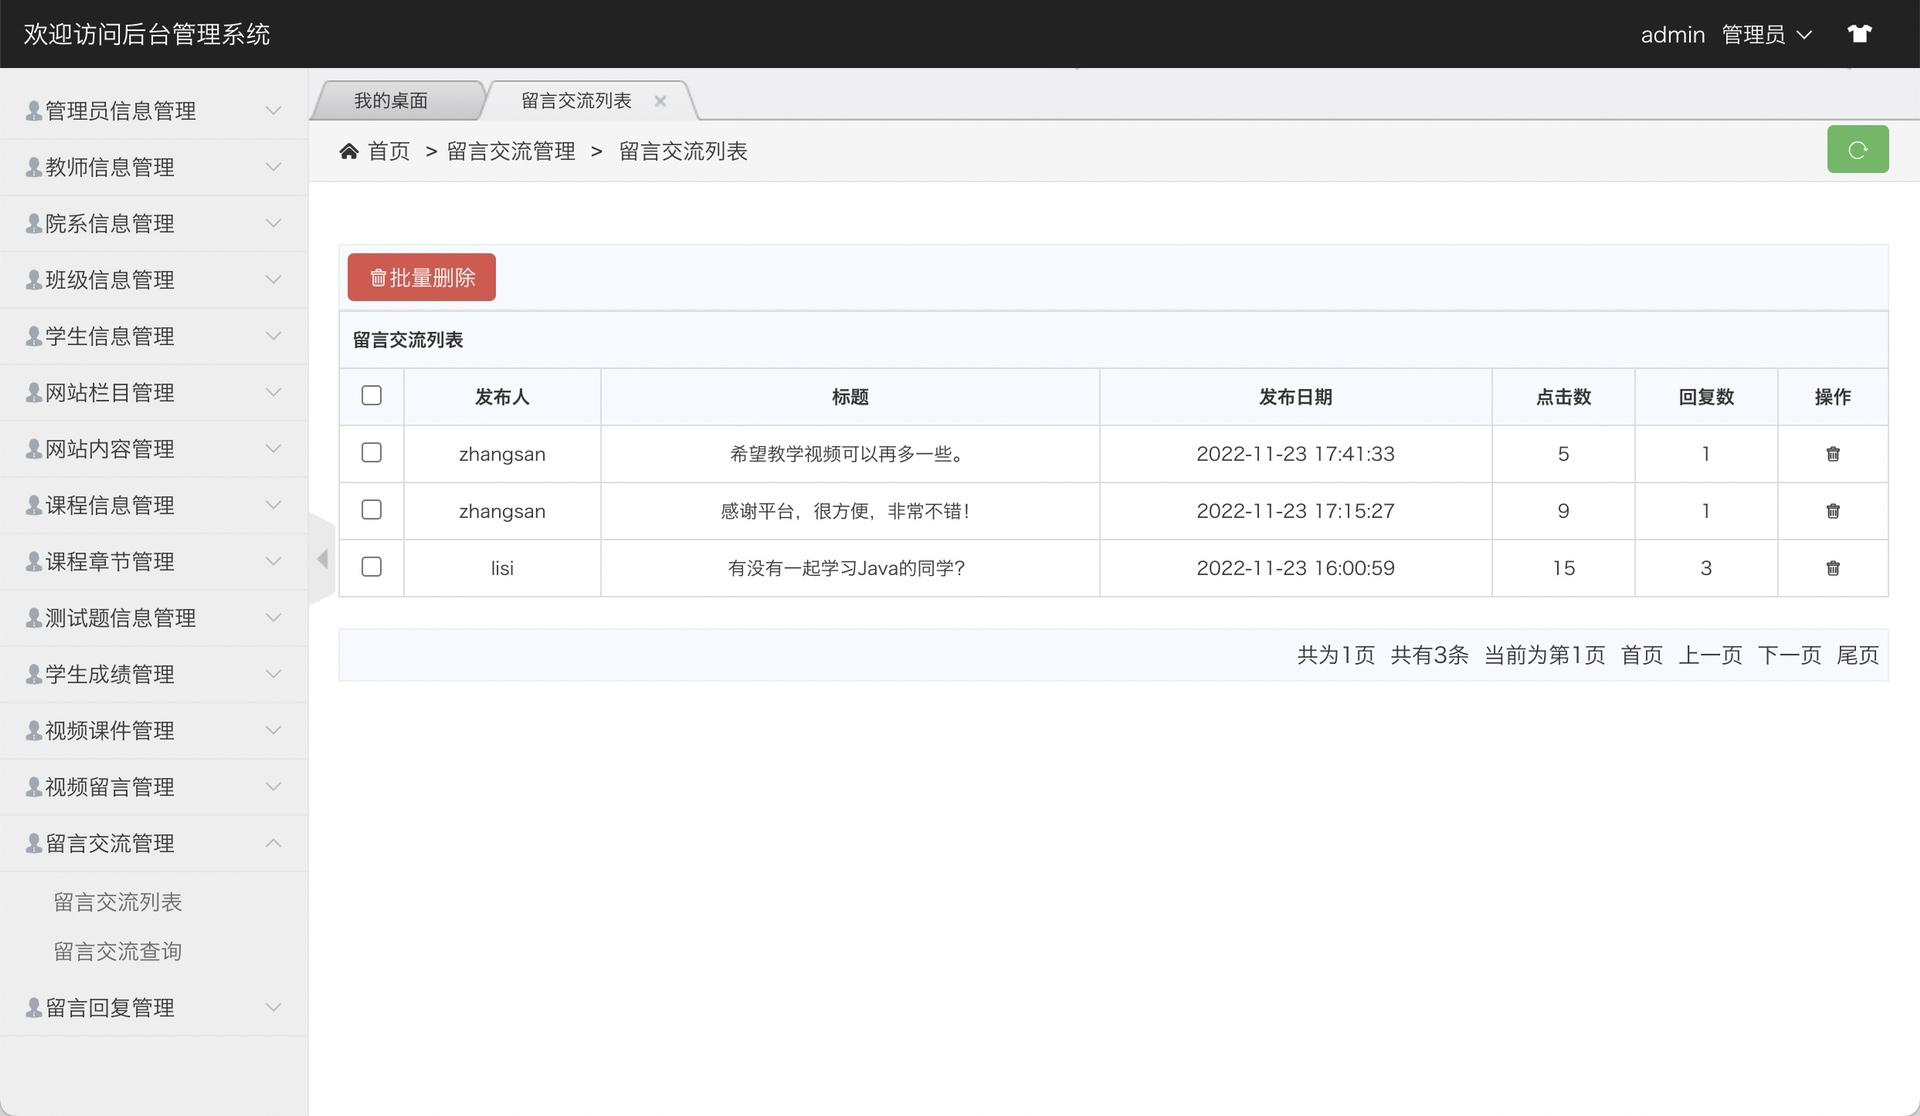 欢迎访问后台管理系统
admin 管理员
管理员信息管理
教师信息管理
院系信息管理
班级信息管理
学生信息管理
网站栏目管理
网站内容管理
课程信息管理
课程章节管理
测试题信息管理
学生成绩管理
视频课件管理
视频留言管理
留言交流管理
留言交流列表
留言交流查询
留言回复管理
我的桌面 留言交流列表
首页 > 留言交流管理 > 留言交流列表
批量删除
留言交流列表
发布人 标题 发布日期 点击数 回复数 操作
zhangsan 希望教学视频可以再多一些。 2022-11-23 17:41:33 5 1
zhangsan 感谢平台，很方便，非常不错！ 2022-11-23 17:15:27 9 1
lisi 有没有一起学习Java的同学？ 2022-11-23 16:00:59 15 3
共为1页 共有3条 当前为第1页 首页 上一页 下一页 尾页